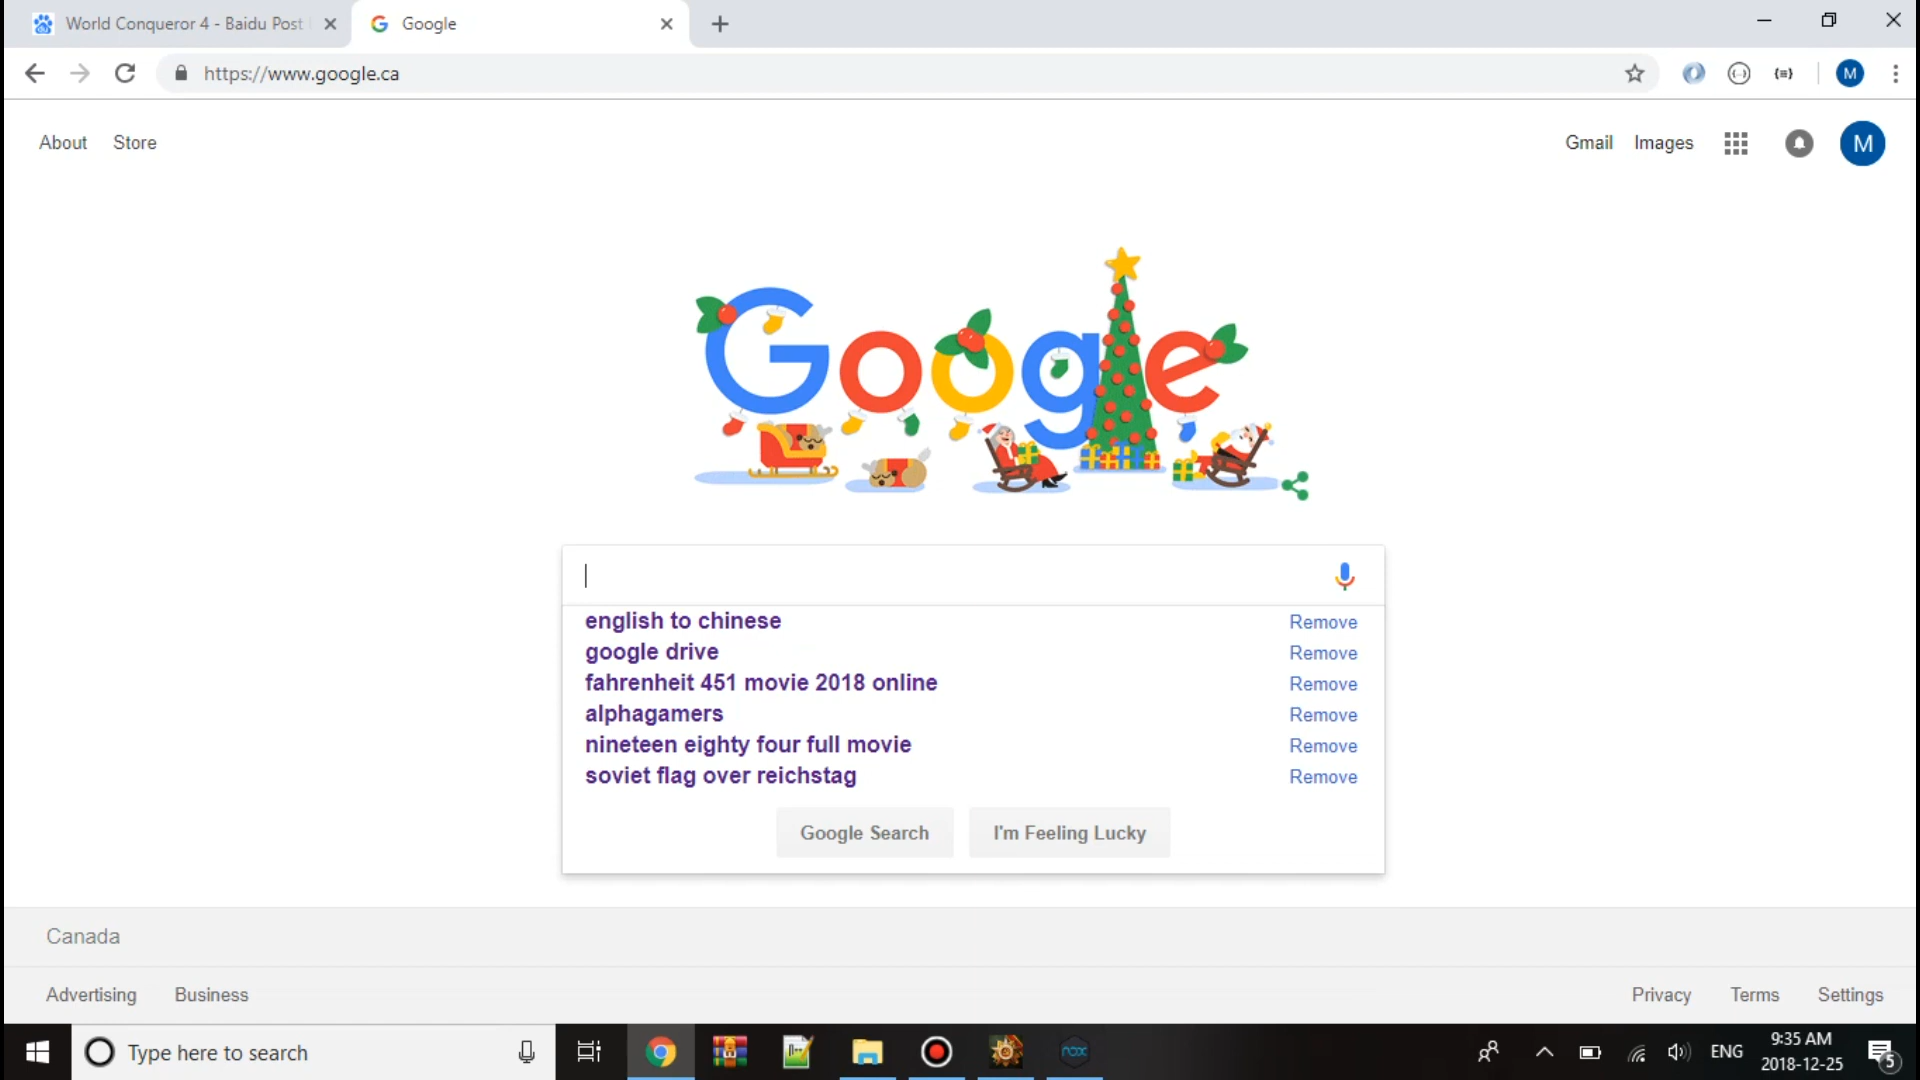 World Conqueror 4 - Baidu Post
Google
https://www.google.ca
M
About
Store
Gmail
Images
M
Google
english to chinese
Remove
google drive
Remove
fahrenheit 451 movie 2018 online
Remove
alphagamers
Remove
nineteen eighty four full movie
Remove
soviet flag over reichstag
Remove
Google Search
I'm Feeling Lucky
Canada
Advertising
Business
Privacy
Terms
Settings
Type here to search
nox
ENG
9:35 AM
2018-12-25
5